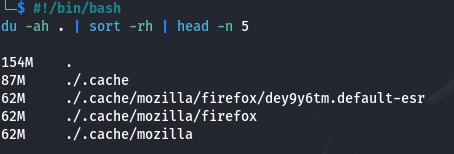 └─$ #!/bin/bash
du -ah . | sort -rh | head -n 5
154M .
87M ./.cache
62M ./.cache/mozilla/firefox/dey9y6tm.default-esr
62M ./.cache/mozilla/firefox
62M ./.cache/mozilla